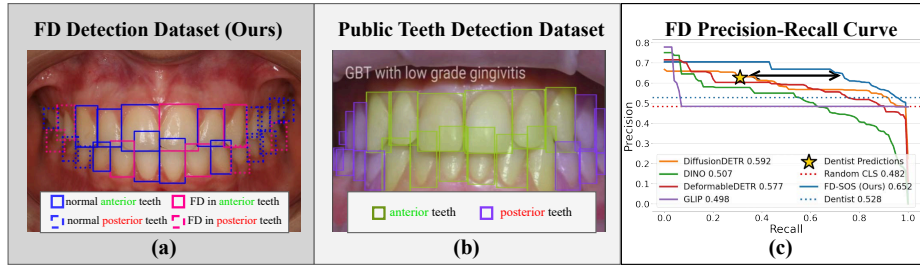 FD Detection Dataset (Ours)
normal anterior teeth
FD in anterior teeth
normal posterior teeth
FD in posterior teeth
(a)
Public Teeth Detection Dataset
GBT with low grade gingivitis
anterior teeth
posterior teeth
(b)
FD Precision-Recall Curve
Precision
0.8
0.7
0.6
0.5
0.4
0.3
0.2
0.1
0.0
DiffusionDETR 0.592
DINO 0.507
DeformableDETR 0.577
GLIP 0.498
Dentist Predictions
Random CLS 0.482
FD-SOS (Ours) 0.652
Dentist 0.528
0.0 0.2 0.4 0.6 0.8 1.0
Recall
(c)